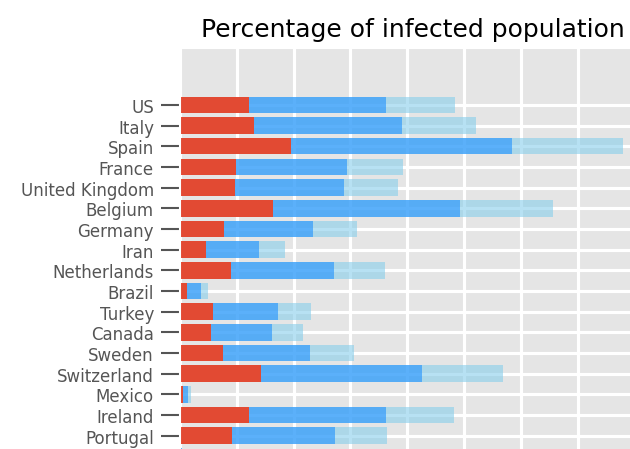 Percentage of infected population
US
Italy
Spain
France
United Kingdom
Belgium
Germany
Iran
Netherlands
Brazil
Turkey
Canada
Sweden
Switzerland
Mexico
Ireland
Portugal